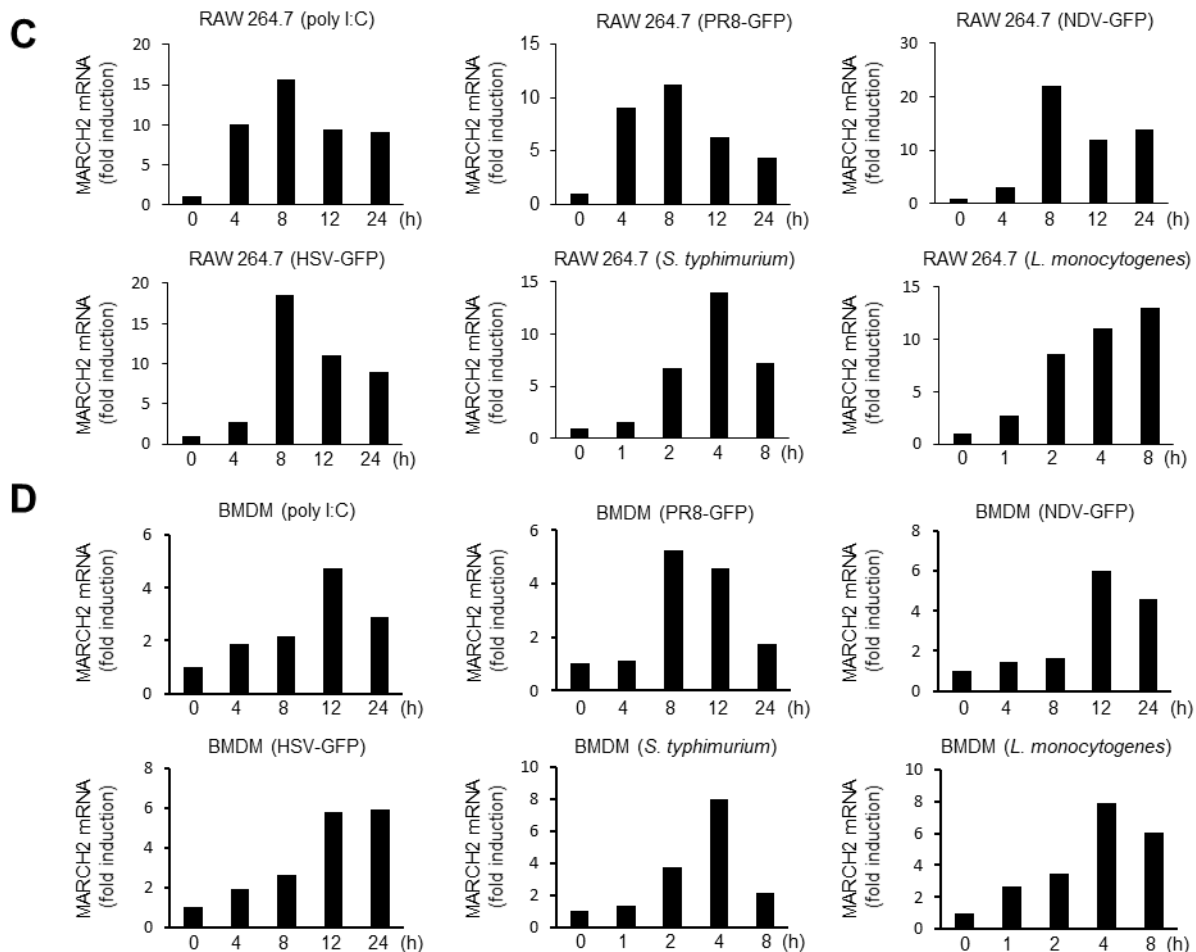 C
RAW 264.7 (poly I:C)
MARCH2 mRNA
(fold induction)
20
15
10
5
0
0 4 8 12 24 (h)
RAW 264.7 (PR8-GFP)
MARCH2 mRNA
(fold induction)
15
10
5
0
0 4 8 12 24 (h)
RAW 264.7 (NDV-GFP)
MARCH2 mRNA
(fold induction)
30
20
10
0
0 4 8 12 24 (h)
RAW 264.7 (HSV-GFP)
MARCH2 mRNA
(fold induction)
20
15
10
5
0
0 4 8 12 24 (h)
RAW 264.7 (S. typhimurium)
MARCH2 mRNA
(fold induction)
15
10
5
0
0 1 2 4 8 (h)
RAW 264.7 (L. monocytogenes)
MARCH2 mRNA
(fold induction)
15
10
5
0
0 1 2 4 8 (h)
D
BMDM (poly I:C)
MARCH2 mRNA
(fold induction)
6
4
2
0
0 4 8 12 24 (h)
BMDM (PR8-GFP)
MARCH2 mRNA
(fold induction)
6
4
2
0
0 4 8 12 24 (h)
BMDM (NDV-GFP)
MARCH2 mRNA
(fold induction)
8
6
4
2
0
0 4 8 12 24 (h)
BMDM (HSV-GFP)
MARCH2 mRNA
(fold induction)
8
6
4
2
0
0 4 8 12 24 (h)
BMDM (S. typhimurium)
MARCH2 mRNA
(fold induction)
10
8
6
4
2
0
0 1 2 4 8 (h)
BMDM (L. monocytogenes)
MARCH2 mRNA
(fold induction)
10
8
6
4
2
0
0 1 2 4 8 (h)